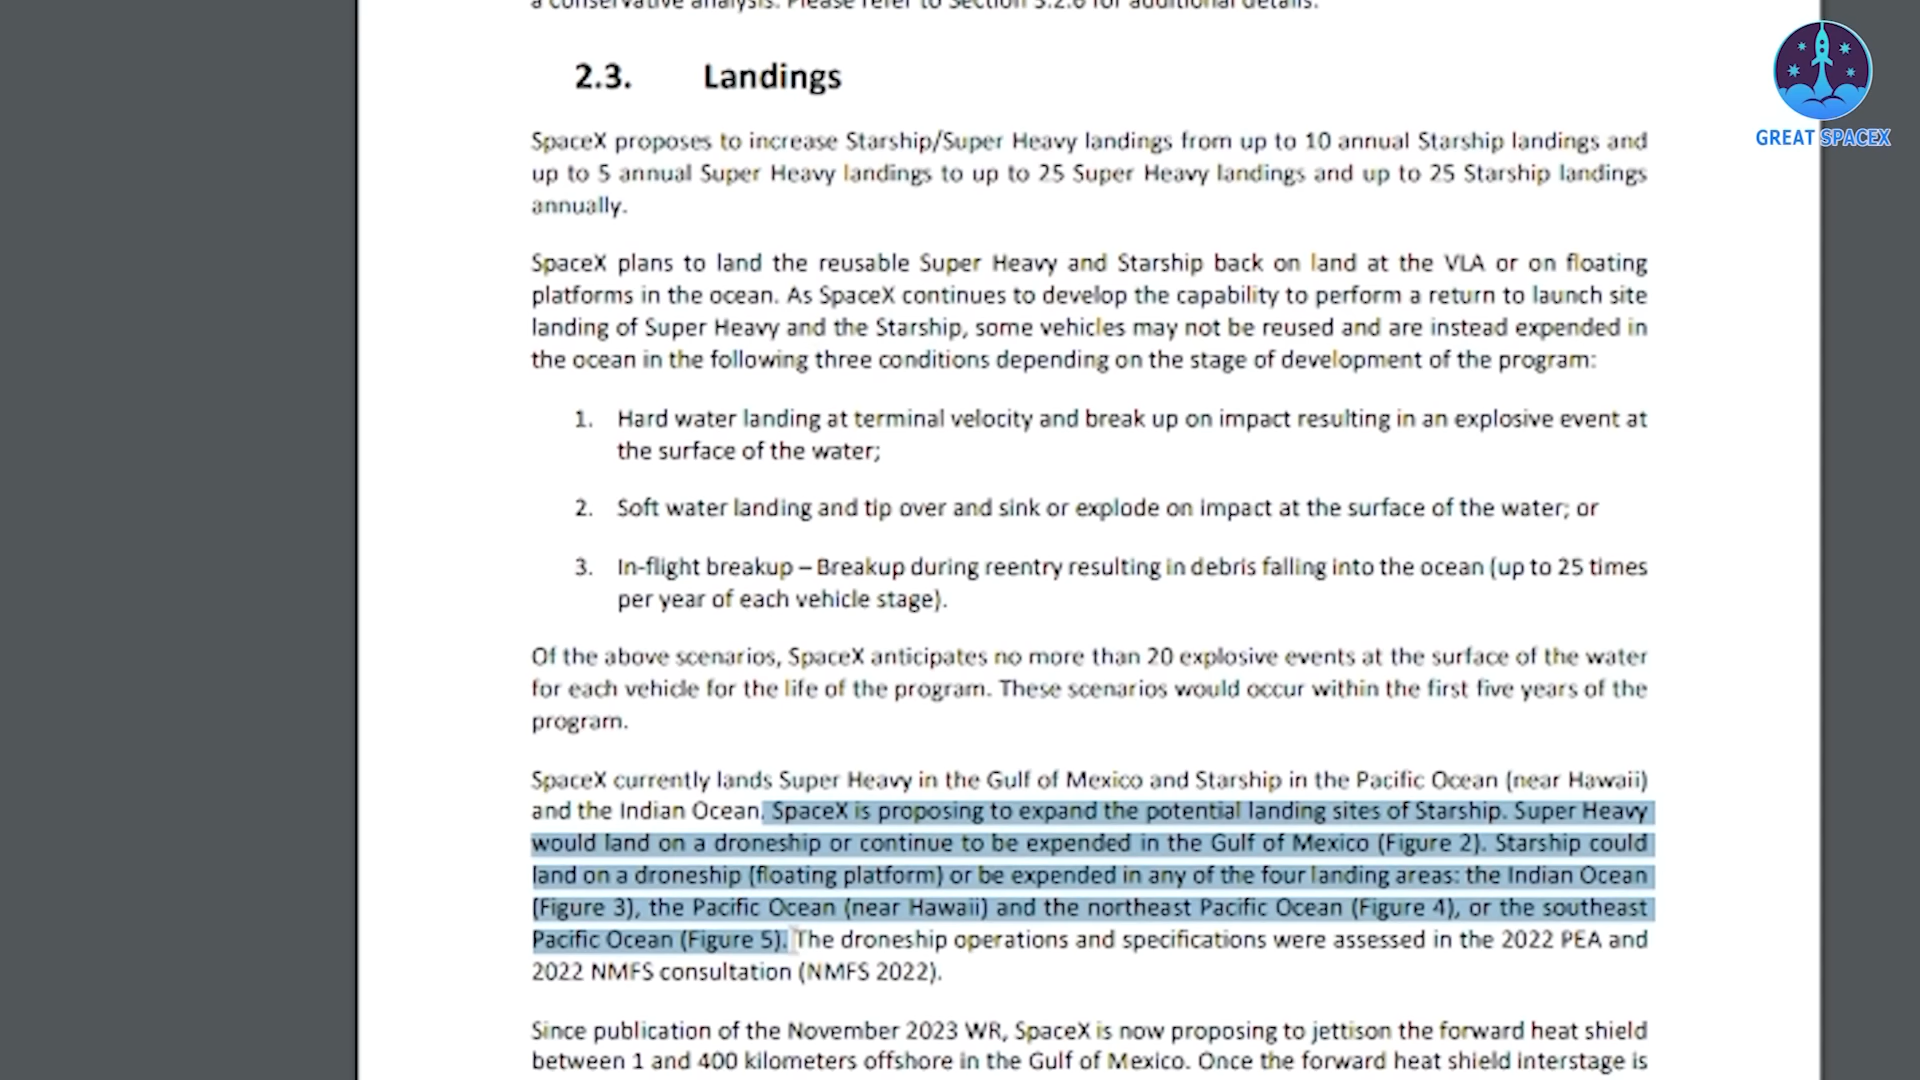 a conservative analysis. Please refer to Section 3.2.6 for additional details.
2.3. Landings
SpaceX proposes to increase Starship/Super Heavy landings from up to 10 annual Starship landings and
up to 5 annual Super Heavy landings to up to 25 Super Heavy landings and up to 25 Starship landings
annually.
SpaceX plans to land the reusable Super Heavy and Starship back on land at the VLA or on floating
platforms in the ocean. As SpaceX continues to develop the capability to perform a return to launch site
landing of Super Heavy and the Starship, some vehicles may not be reused and are instead expended in
the ocean in the following three conditions depending on the stage of development of the program:
1. Hard water landing at terminal velocity and break up on impact resulting in an explosive event at
the surface of the water;
2. Soft water landing and tip over and sink or explode on impact at the surface of the water; or
3. In-flight breakup – Breakup during reentry resulting in debris falling into the ocean (up to 25 times
per year of each vehicle stage).
Of the above scenarios, SpaceX anticipates no more than 20 explosive events at the surface of the water
for each vehicle for the life of the program. These scenarios would occur within the first five years of the
program.
SpaceX currently lands Super Heavy in the Gulf of Mexico and Starship in the Pacific Ocean (near Hawaii)
and the Indian Ocean. SpaceX is proposing to expand the potential landing sites of Starship. Super Heavy
would land on a droneship or continue to be expended in the Gulf of Mexico (Figure 2). Starship could
land on a droneship (floating platform) or be expended in any of the four landing areas: the Indian Ocean
(Figure 3), the Pacific Ocean (near Hawaii) and the northeast Pacific Ocean (Figure 4), or the southeast
Pacific Ocean (Figure 5). The droneship operations and specifications were assessed in the 2022 PEA and
2022 NMFS consultation (NMFS 2022).
Since publication of the November 2023 WR, SpaceX is now proposing to jettison the forward heat shield
between 1 and 400 kilometers offshore in the Gulf of Mexico. Once the forward heat shield interstage is
GREAT SPACEX